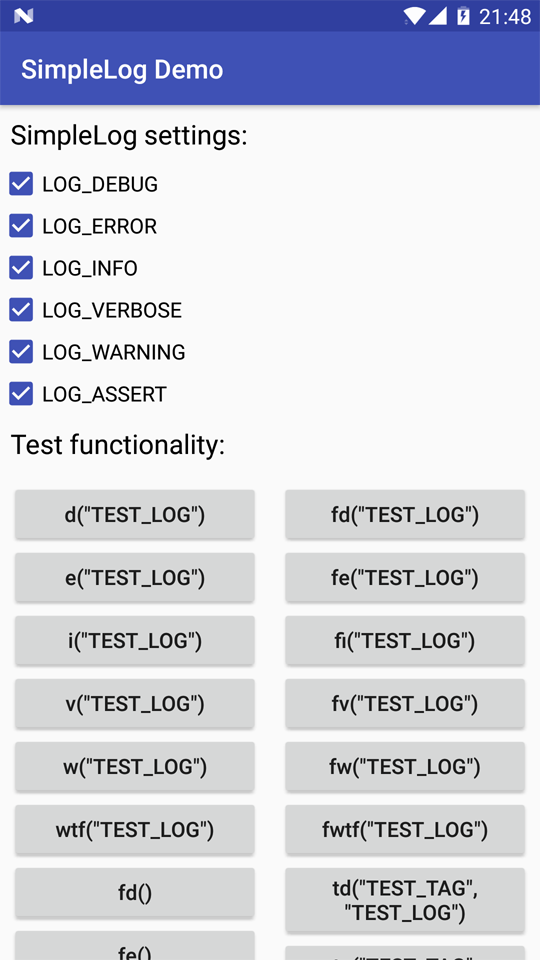 21:48
SimpleLog Demo
SimpleLog settings:
LOG_DEBUG
LOG_ERROR
LOG_INFO
LOG_VERBOSE
LOG_WARNING
LOG_ASSERT
Test functionality:
d("TEST_LOG")
fd("TEST_LOG")
e("TEST_LOG")
fe("TEST_LOG")
i("TEST_LOG")
fi("TEST_LOG")
v("TEST_LOG")
fv("TEST_LOG")
w("TEST_LOG")
fw("TEST_LOG")
wtf("TEST_LOG")
fwtf("TEST_LOG")
fd()
td("TEST_TAG",
"TEST_LOG")
fe()